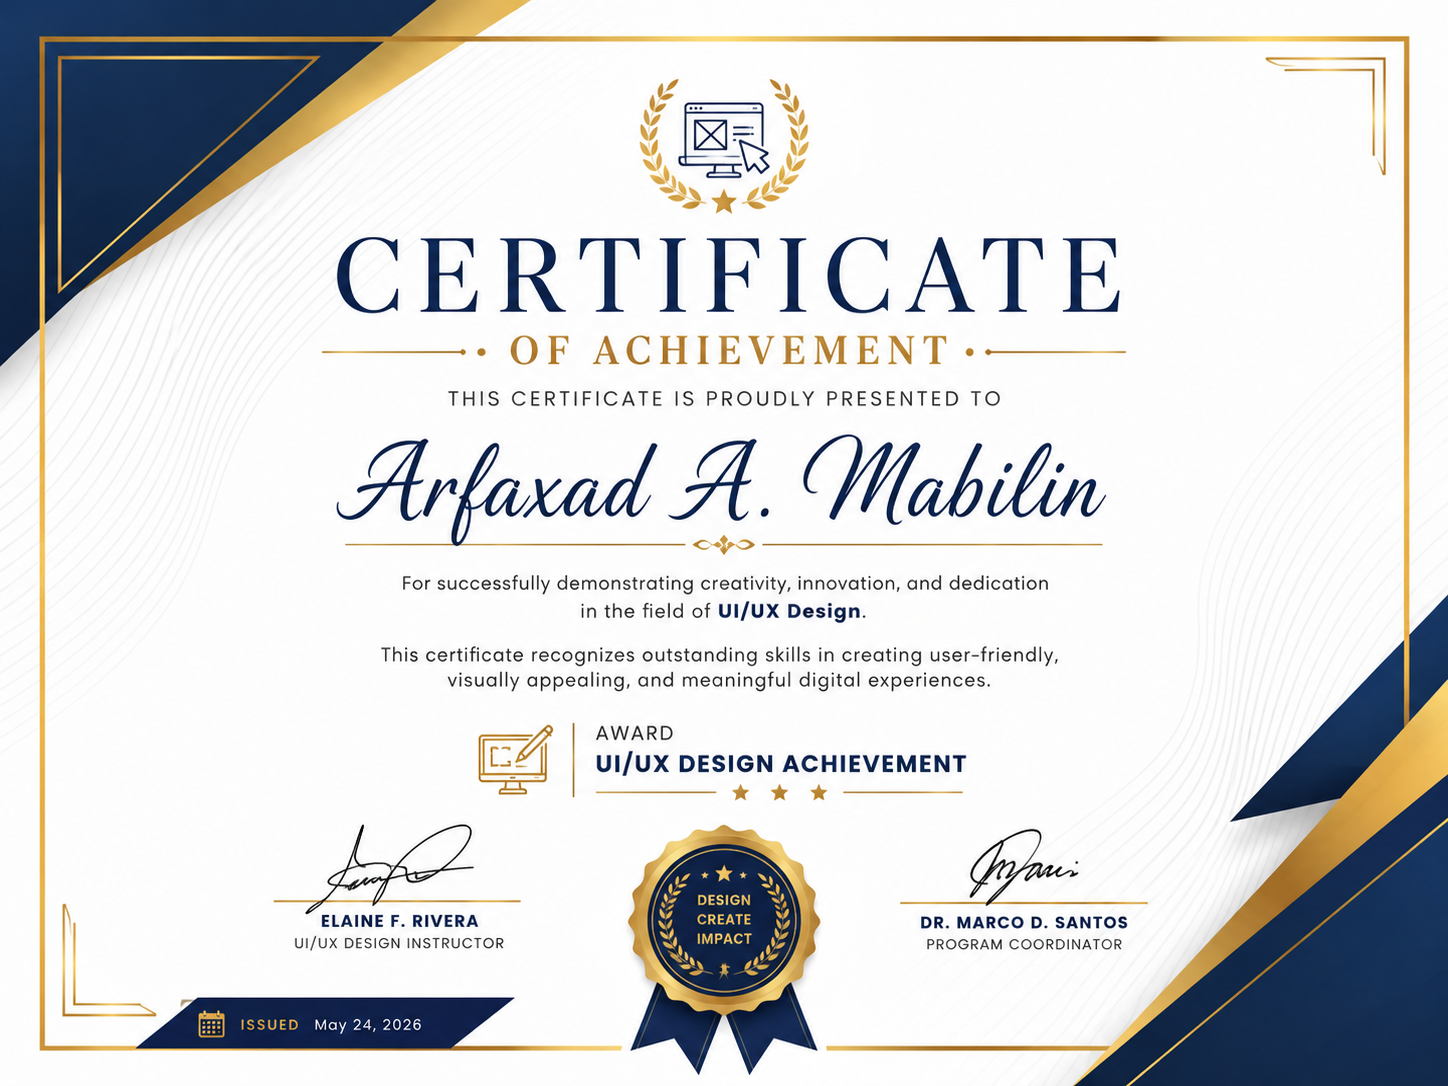 CERTIFICATE
OF ACHIEVEMENT
THIS CERTIFICATE IS PROUDLY PRESENTED TO
Arfaxad A. Mabilin
For successfully demonstrating creativity, innovation, and dedication
in the field of UI/UX Design.
This certificate recognizes outstanding skills in creating user-friendly,
visually appealing, and meaningful digital experiences.
AWARD
UI/UX DESIGN ACHIEVEMENT
ELAINE F. RIVERA
UI/UX DESIGN INSTRUCTOR
DESIGN
CREATE
IMPACT
DR. MARCO D. SANTOS
PROGRAM COORDINATOR
ISSUED May 24, 2026